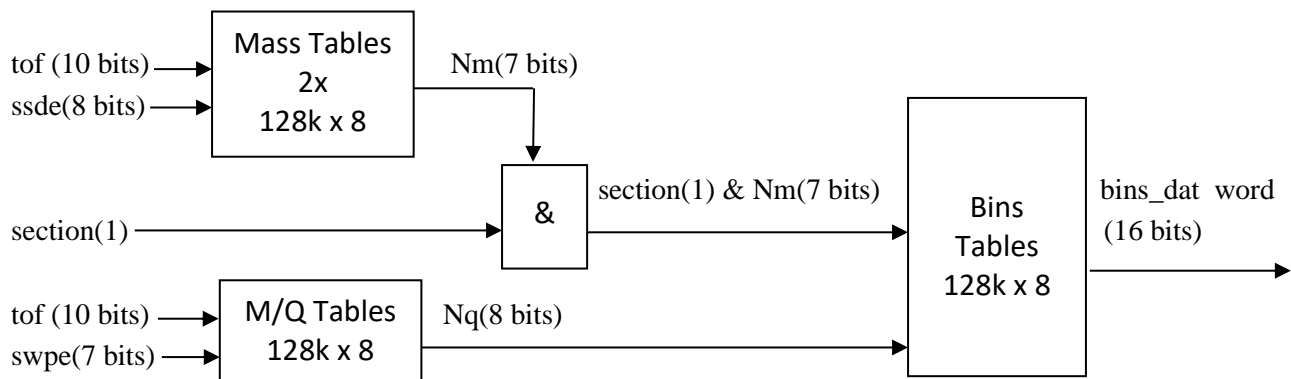 tof (10 bits)
ssde(8 bits)
Mass Tables
2x
128k x 8
Nm(7 bits)
section(1)
&
section(1) & Nm(7 bits)
tof (10 bits)
swpe(7 bits)
M/Q Tables
128k x 8
Nq(8 bits)
Bins
Tables
128k x 8
bins_dat word
(16 bits)